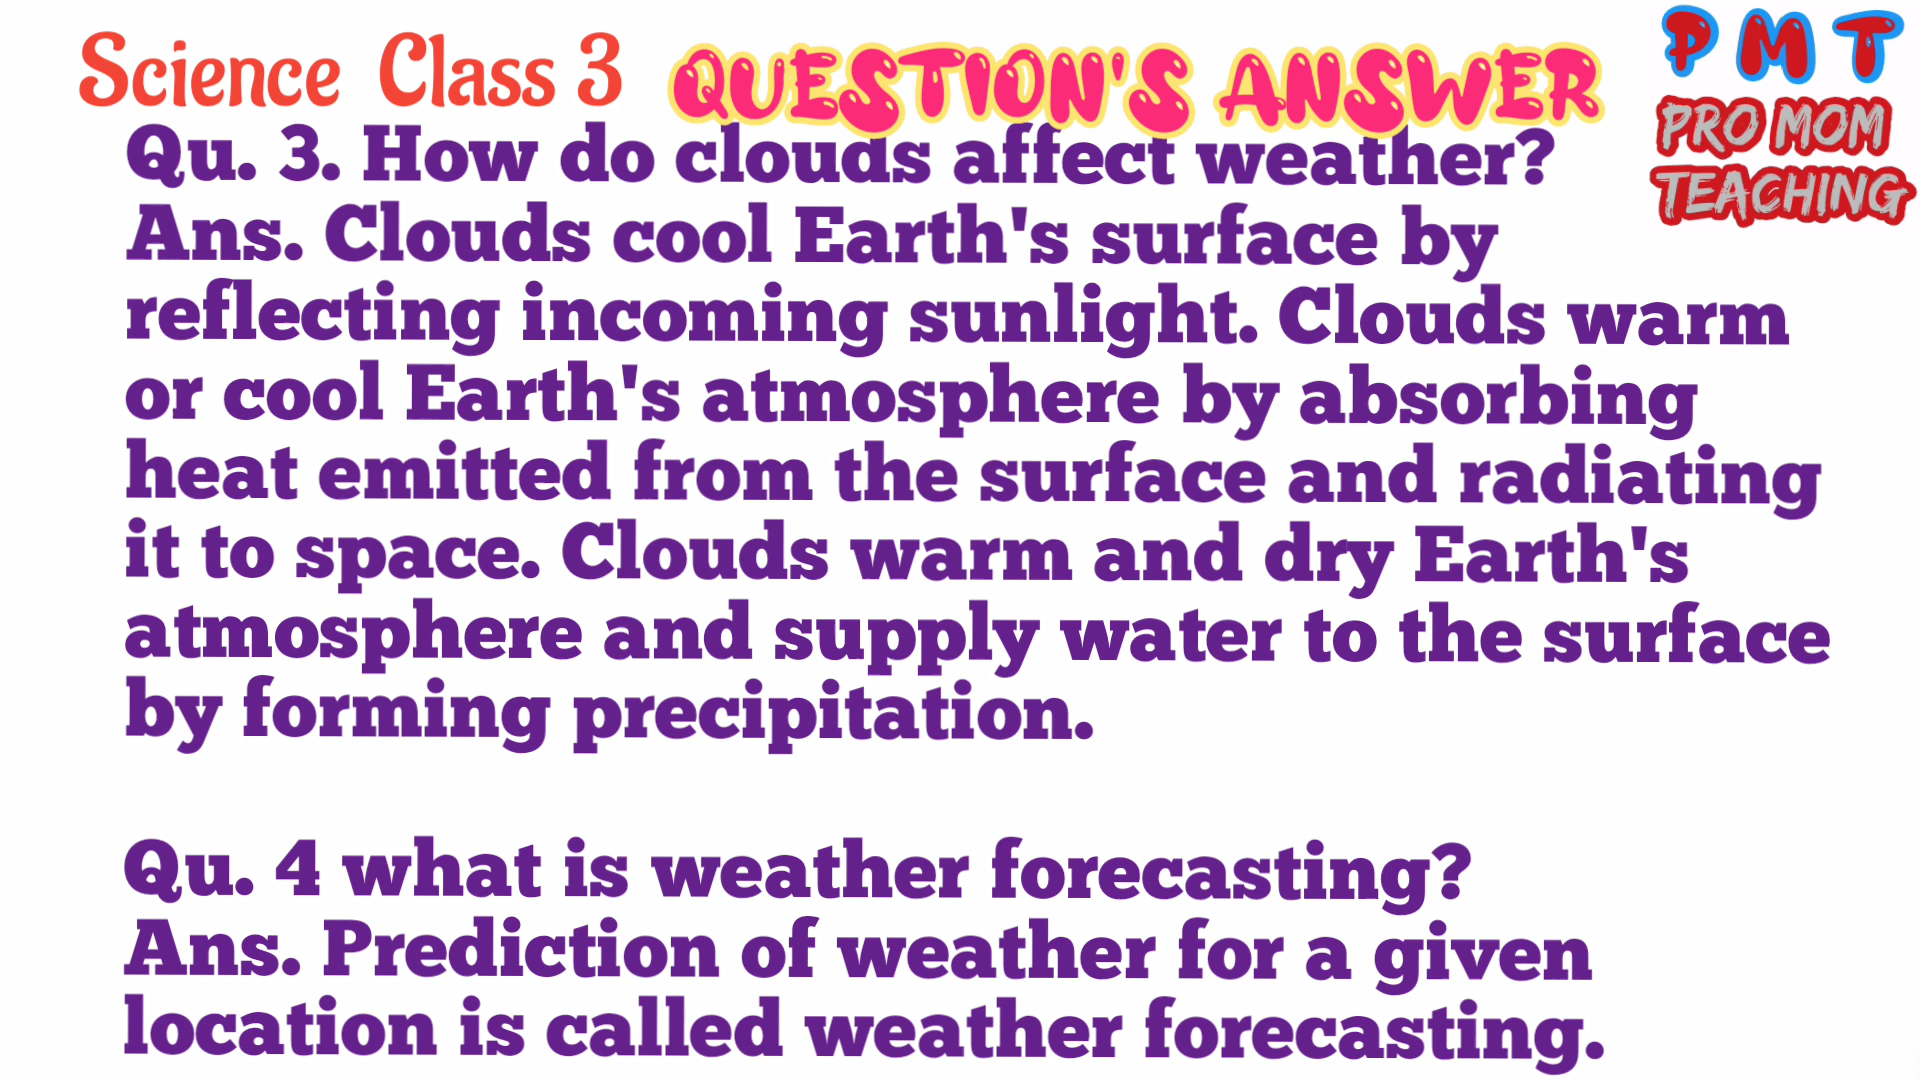 Science Class 3 QUESTION'S ANSWER
P M T
PRO MOM
TEACHING
Qu. 3. How do clouds affect weather?
Ans. Clouds cool Earth's surface by
reflecting incoming sunlight. Clouds warm
or cool Earth's atmosphere by absorbing
heat emitted from the surface and radiating
it to space. Clouds warm and dry Earth's
atmosphere and supply water to the surface
by forming precipitation.
Qu. 4 what is weather forecasting?
Ans. Prediction of weather for a given
location is called weather forecasting.